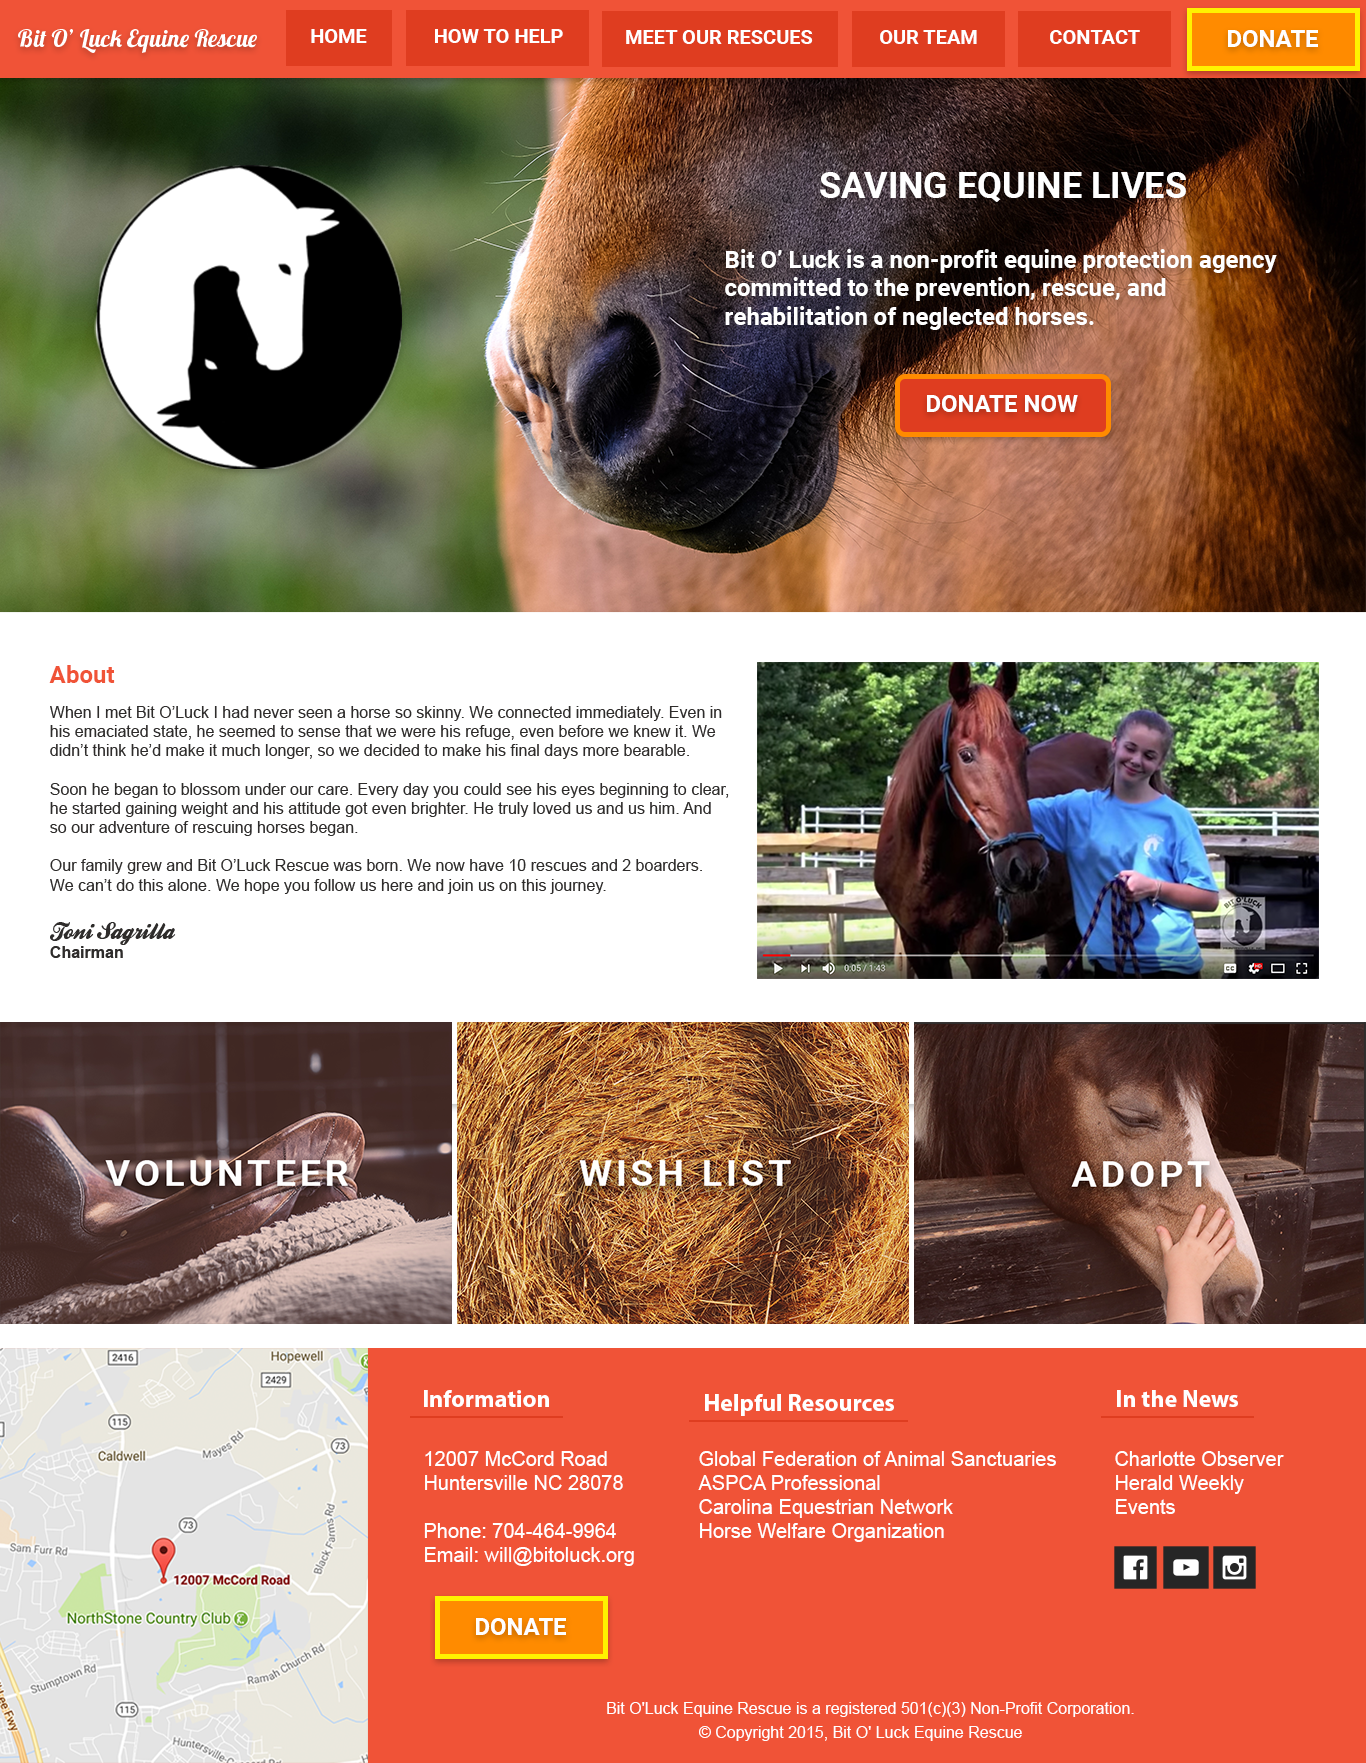 Bit O’ Luck Equine Rescue
HOME
HOW TO HELP
MEET OUR RESCUES
OUR TEAM
CONTACT
DONATE
SAVING EQUINE LIVES
Bit O’ Luck is a non-profit equine protection agency
committed to the prevention, rescue, and
rehabilitation of neglected horses.
DONATE NOW
About
When I met Bit O’Luck I had never seen a horse so skinny. We connected immediately. Even in
his emaciated state, he seemed to sense that we were his refuge, even before we knew it. We
didn’t think he’d make it much longer, so we decided to make his final days more bearable.
Soon he began to blossom under our care. Every day you could see his eyes beginning to clear,
he started gaining weight and his attitude got even brighter. He truly loved us and us him. And
so our adventure of rescuing horses began.
Our family grew and Bit O’Luck Rescue was born. We now have 10 rescues and 2 boarders.
We can’t do this alone. We hope you follow us here and join us on this journey.
Toni Sagrilla
Chairman
BIT O'LUCK
0:05 / 1:43
CC
HD
VOLUNTEER
WISH LIST
ADOPT
2416
Hopewell
2429
115
Caldwell
Mayes Rd
73
73
Sam Furr Rd
Black Farms Rd
12007 McCord Road
NorthStone Country Club
Stumptown Rd
Ramah Church Rd
115
Lee Fwy
Huntersville-Concord
Information
12007 McCord Road
Huntersville NC 28078
Phone: 704-464-9964
Email: will@bitoluck.org
DONATE
Helpful Resources
Global Federation of Animal Sanctuaries
ASPCA Professional
Carolina Equestrian Network
Horse Welfare Organization
In the News
Charlotte Observer
Herald Weekly
Events
Bit O'Luck Equine Rescue is a registered 501(c)(3) Non-Profit Corporation.
© Copyright 2015, Bit O' Luck Equine Rescue